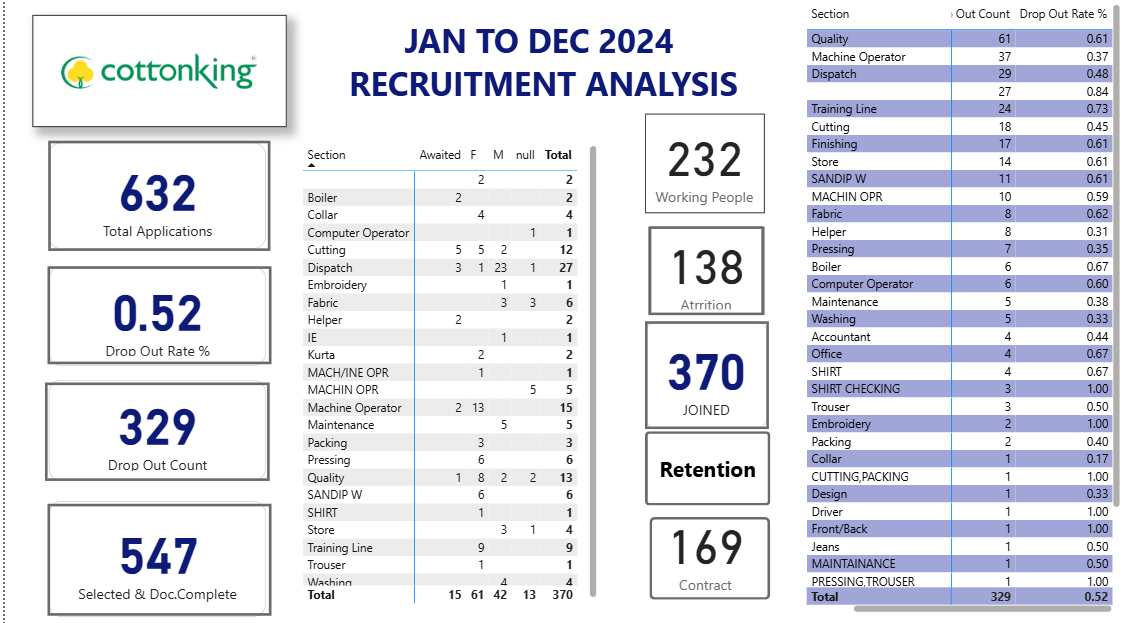 cottonking
JAN TO DEC 2024
RECRUITMENT ANALYSIS
632
Total Applications
0.52
Drop Out Rate %
329
Drop Out Count
547
Selected & Doc.Complete
Section Awaited F M null Total
2 2
Boiler 2 2
Collar 4 4
Computer Operator 1 1
Cutting 5 5 2 12
Dispatch 3 1 23 1 27
Embroidery 1 1
Fabric 3 3 6
Helper 2 2
IE 1 1
Kurta 2 2
MACH/INE OPR 1 1
MACHIN OPR 5 5
Machine Operator 2 13 15
Maintenance 5 5
Packing 3 3
Pressing 6 6
Quality 1 8 2 2 13
SANDIP W 6 6
SHIRT 1 1
Store 3 1 4
Training Line 9 9
Trouser 1 1
Washing 4 4
Total 15 61 42 13 370
232
Working People
138
Atrrition
370
JOINED
Retention
169
Contract
Section Out Count Drop Out Rate %
Quality 61 0.61
Machine Operator 37 0.37
Dispatch 29 0.48
27 0.84
Training Line 24 0.73
Cutting 18 0.45
Finishing 17 0.61
Store 14 0.61
SANDIP W 11 0.61
MACHIN OPR 10 0.59
Fabric 8 0.62
Helper 8 0.31
Pressing 7 0.35
Boiler 6 0.67
Computer Operator 6 0.60
Maintenance 5 0.38
Washing 5 0.33
Accountant 4 0.44
Office 4 0.67
SHIRT 4 0.67
SHIRT CHECKING 3 1.00
Trouser 3 0.50
Embroidery 2 1.00
Packing 2 0.40
Collar 1 0.17
CUTTING,PACKING 1 1.00
Design 1 0.33
Driver 1 1.00
Front/Back 1 1.00
Jeans 1 0.50
MAINTAINANCE 1 0.50
PRESSING,TROUSER 1 1.00
Total 329 0.52